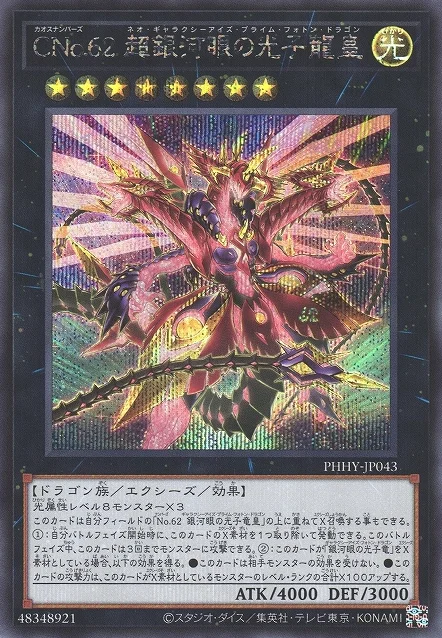 カオスナンバーズ ネオ・ギャラクシーアイズ・プライム・フォトン・ドラゴン
CNo.62 超銀河眼の光子龍皇
ひかり
光
PHHY-JP043
【ドラゴン族／エクシーズ／効果】
光属性レベル８モンスター×３
このカードは自分フィールドの「No.62 銀河眼の光子竜皇」の上に重ねてX召喚する事もできる。
①：自分バトルフェイズ開始時に、このカードのX素材を１つ取り除いて発動できる。このバトル
フェイズ中、このカードは３回までモンスターに攻撃できる。②：このカードが「銀河眼の光子竜」をX
素材としている場合、以下の効果を得る。●このカードは相手モンスターの効果を受けない。●こ
のカードの攻撃力は、このカードがX素材としているモンスターのレベル・ランクの合計×100アップする。
ATK/4000 DEF/3000
48348921
©スタジオ・ダイス／集英社・テレビ東京・KONAMI